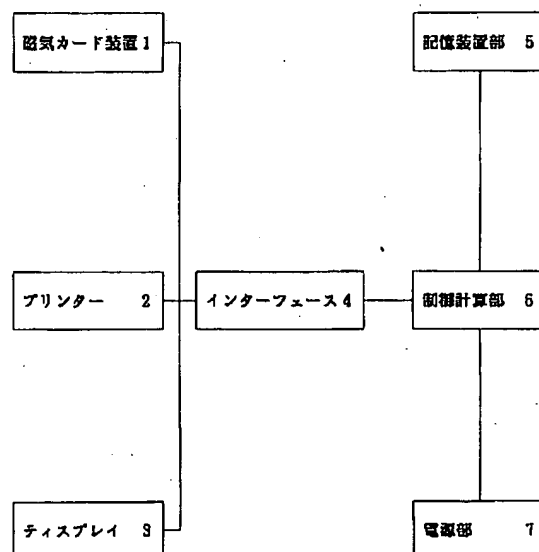 磁気カード装置1
記憶装置部 5
プリンター 2
インターフェース4
制御計算部 6
ティスプレイ 3
電源部 7